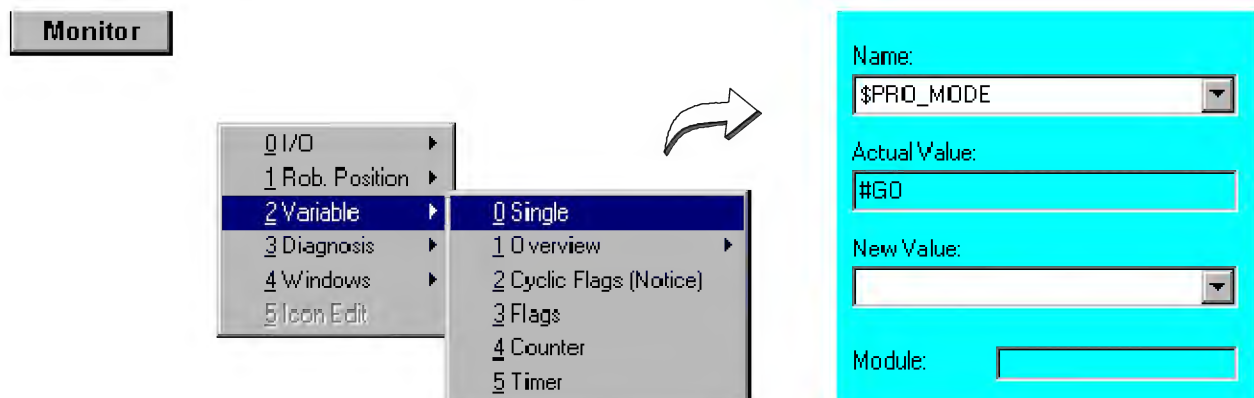 Monitor
0 I/O
1 Rob. Position
2 Variable
3 Diagnosis
4 Windows
5 Icon Edit
0 Single
1 Overview
2 Cyclic Flags (Notice)
3 Flags
4 Counter
5 Timer
Name:
$PRO_MODE
Actual Value:
#GO
New Value:
Module: